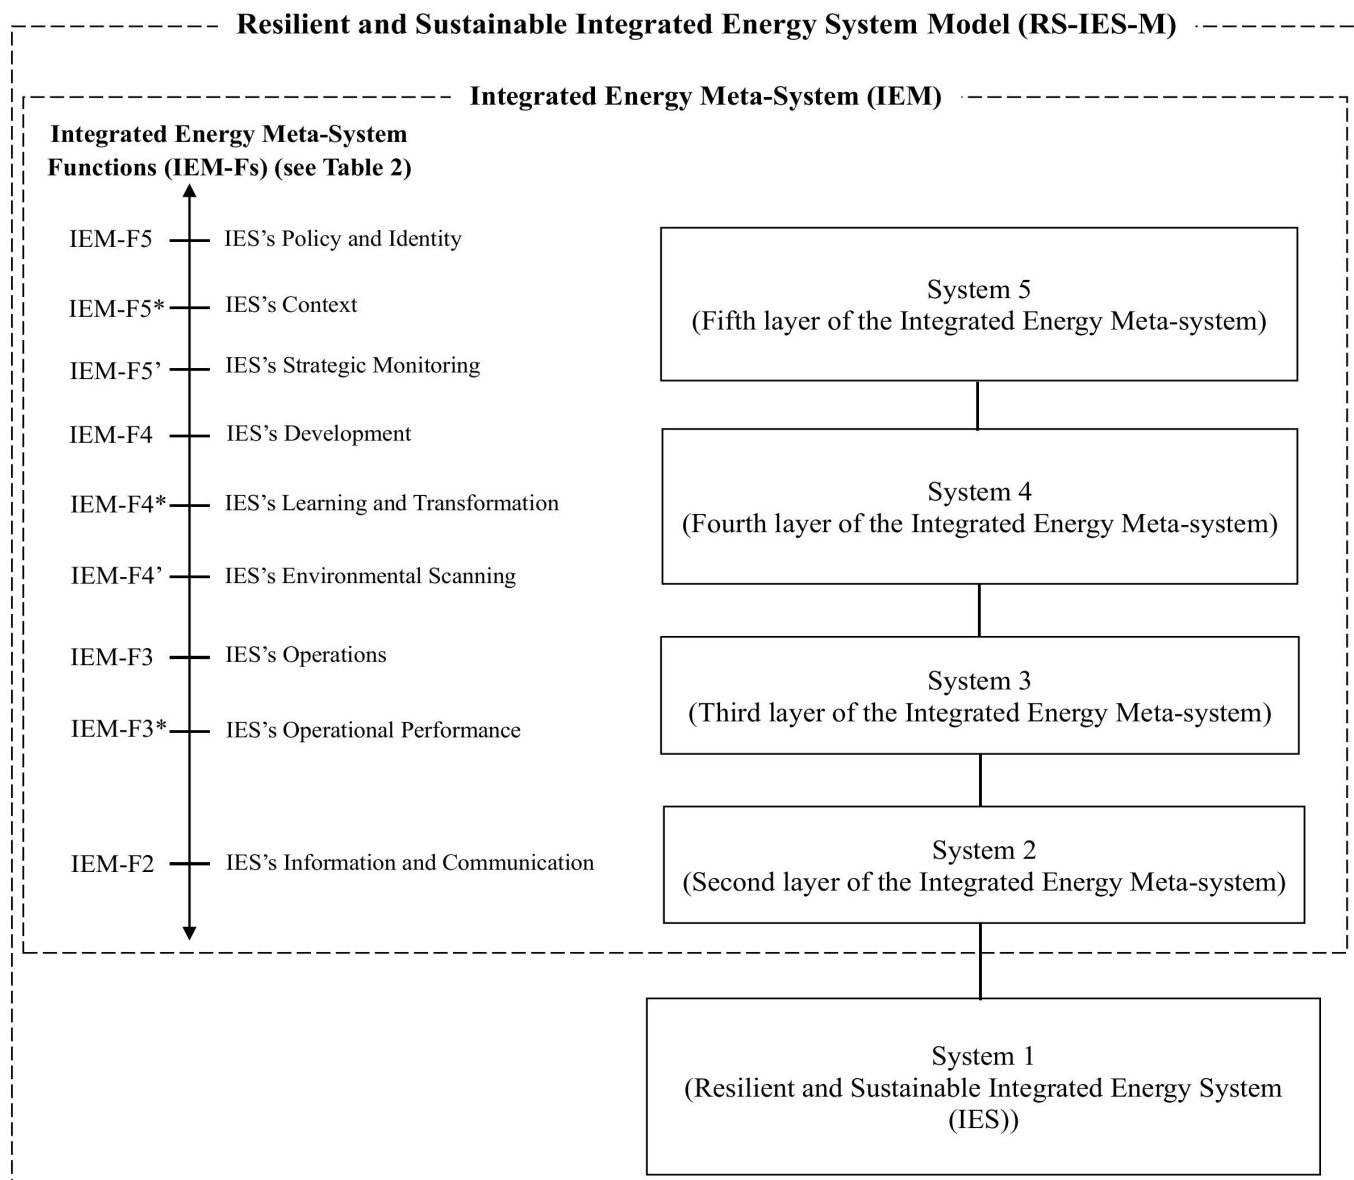 Resilient and Sustainable Integrated Energy System Model (RS-IES-M)
Integrated Energy Meta-System (IEM)
Integrated Energy Meta-System
Functions (IEM-Fs) (see Table 2)
IEM-F5 IES’s Policy and Identity
IEM-F5* IES’s Context
IEM-F5’ IES’s Strategic Monitoring
IEM-F4 IES’s Development
IEM-F4* IES’s Learning and Transformation
IEM-F4’ IES’s Environmental Scanning
IEM-F3 IES’s Operations
IEM-F3* IES’s Operational Performance
IEM-F2 IES’s Information and Communication
System 5
(Fifth layer of the Integrated Energy Meta-system)
System 4
(Fourth layer of the Integrated Energy Meta-system)
System 3
(Third layer of the Integrated Energy Meta-system)
System 2
(Second layer of the Integrated Energy Meta-system)
System 1
(Resilient and Sustainable Integrated Energy System
(IES))